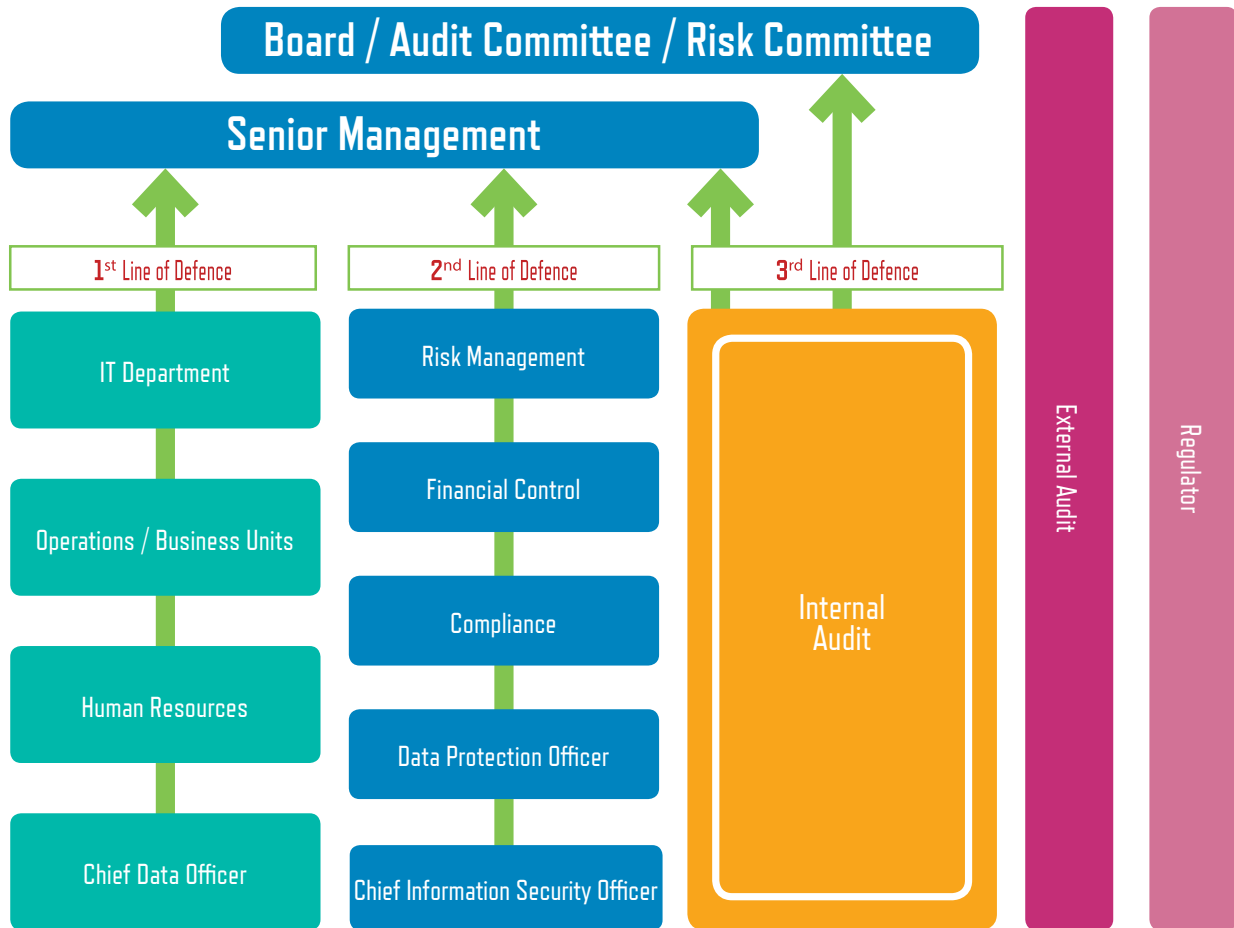 Board / Audit Committee / Risk Committee
Senior Management
1st Line of Defence
2nd Line of Defence
3rd Line of Defence
IT Department
Operations / Business Units
Human Resources
Chief Data Officer
Risk Management
Financial Control
Compliance
Data Protection Officer
Chief Information Security Officer
Internal
Audit
External Audit
Regulator